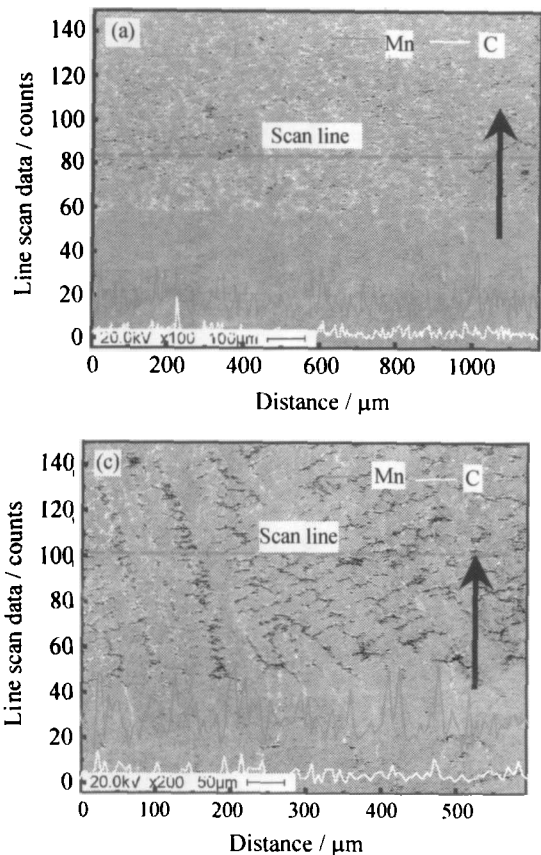 (a)
Mn C
Line scan data / counts
140
120
100
80
60
40
20
0
Scan line
20.0kV ×100 100μm
0 200 400 600 800 1000
Distance / μm
(c)
Mn C
Line scan data / counts
140
120
100
80
60
40
20
0
Scan line
20.0kV ×200 50μm
0 100 200 300 400 500
Distance / μm